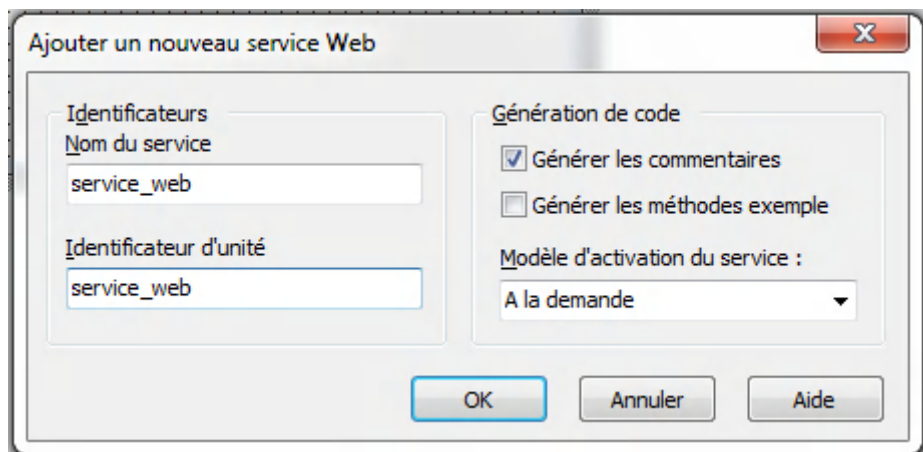 Ajouter un nouveau service Web
Identificateurs
Nom du service
service_web
Identificateur d'unité
service_web
Génération de code
Générer les commentaires
Générer les méthodes exemple
Modèle d'activation du service :
A la demande
OK
Annuler
Aide